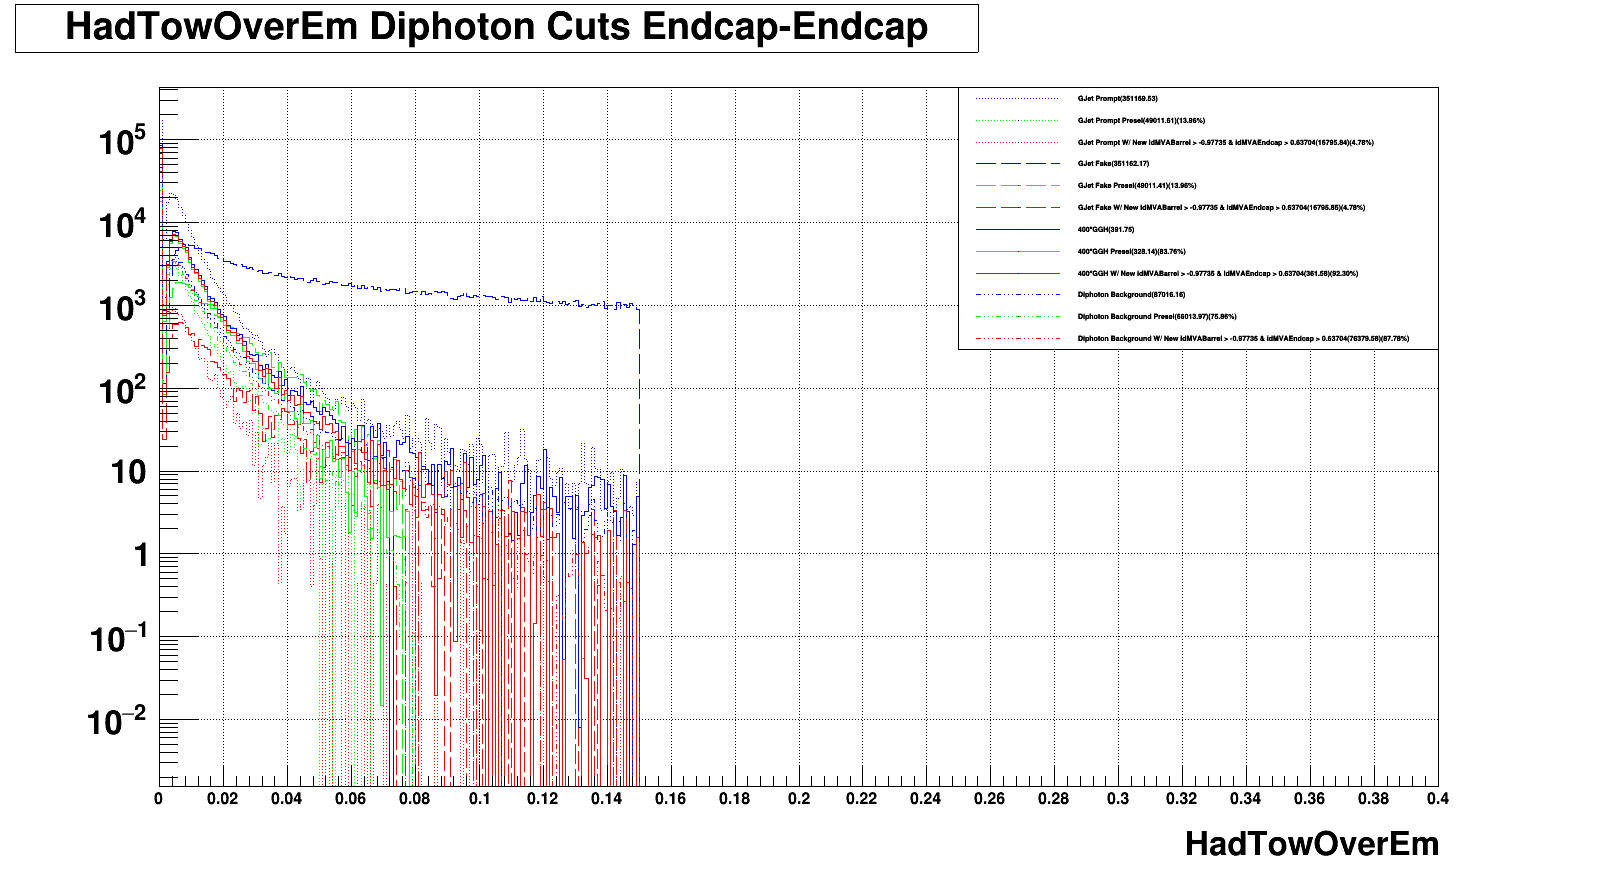 HadTowOverEm Diphoton Cuts Endcap-Endcap
GJet Prompt(351169.53)
GJet Prompt Presel(49011.61)(13.96%)
GJet Prompt W/ New IdMVABarrel > -0.97735 & IdMVAEndcap > 0.63704(16795.84)(4.78%)
GJet Fake(351162.17)
GJet Fake Presel(49011.41)(13.96%)
GJet Fake W/ New IdMVABarrel > -0.97735 & IdMVAEndcap > 0.63704(16795.85)(4.78%)
400*GGH(391.75)
400*GGH Presel(328.14)(83.76%)
400*GGH W/ New IdMVABarrel > -0.97735 & IdMVAEndcap > 0.63704(361.58)(92.30%)
Diphoton Background(87016.16)
Diphoton Background Presel(66013.97)(75.86%)
Diphoton Background W/ New IdMVABarrel > -0.97735 & IdMVAEndcap > 0.63704(76379.58)(87.78%)
10^5
10^4
10^3
10^2
10
1
10^−1
10^−2
0 0.02 0.04 0.06 0.08 0.1 0.12 0.14 0.16 0.18 0.2 0.22 0.24 0.26 0.28 0.3 0.32 0.34 0.36 0.38 0.4
HadTowOverEm